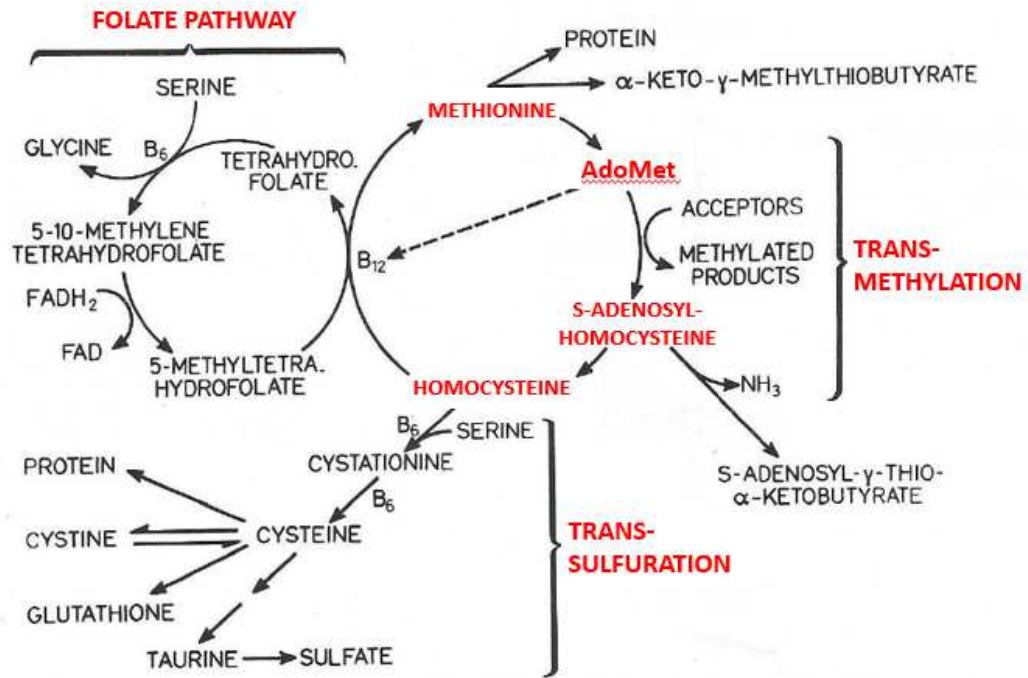 FOLATE PATHWAY
SERINE
GLYCINE
B6
TETRAHYDRO.
FOLATE
5-10-METHYLENE
TETRAHYDROFOLATE
FADH2
FAD
5-METHYLTETRA-
HYDROFOLATE
B12
PROTEIN
α-KETO-γ-METHYLTHIOBUTYRATE
METHIONINE
AdoMet
ACCEPTORS
METHYLATED
PRODUCTS
TRANS-
METHYLATION
S-ADENOSYL-
HOMOCYSTEINE
HOMOCYSTEINE
NH3
S-ADENOSYL-γ-THIO-
α-KETOBUTYRATE
B6
SERINE
CYSTATIONINE
B6
PROTEIN
CYSTINE
CYSTEINE
GLUTATHIONE
TAURINE
SULFATE
TRANS-
SULFURATION